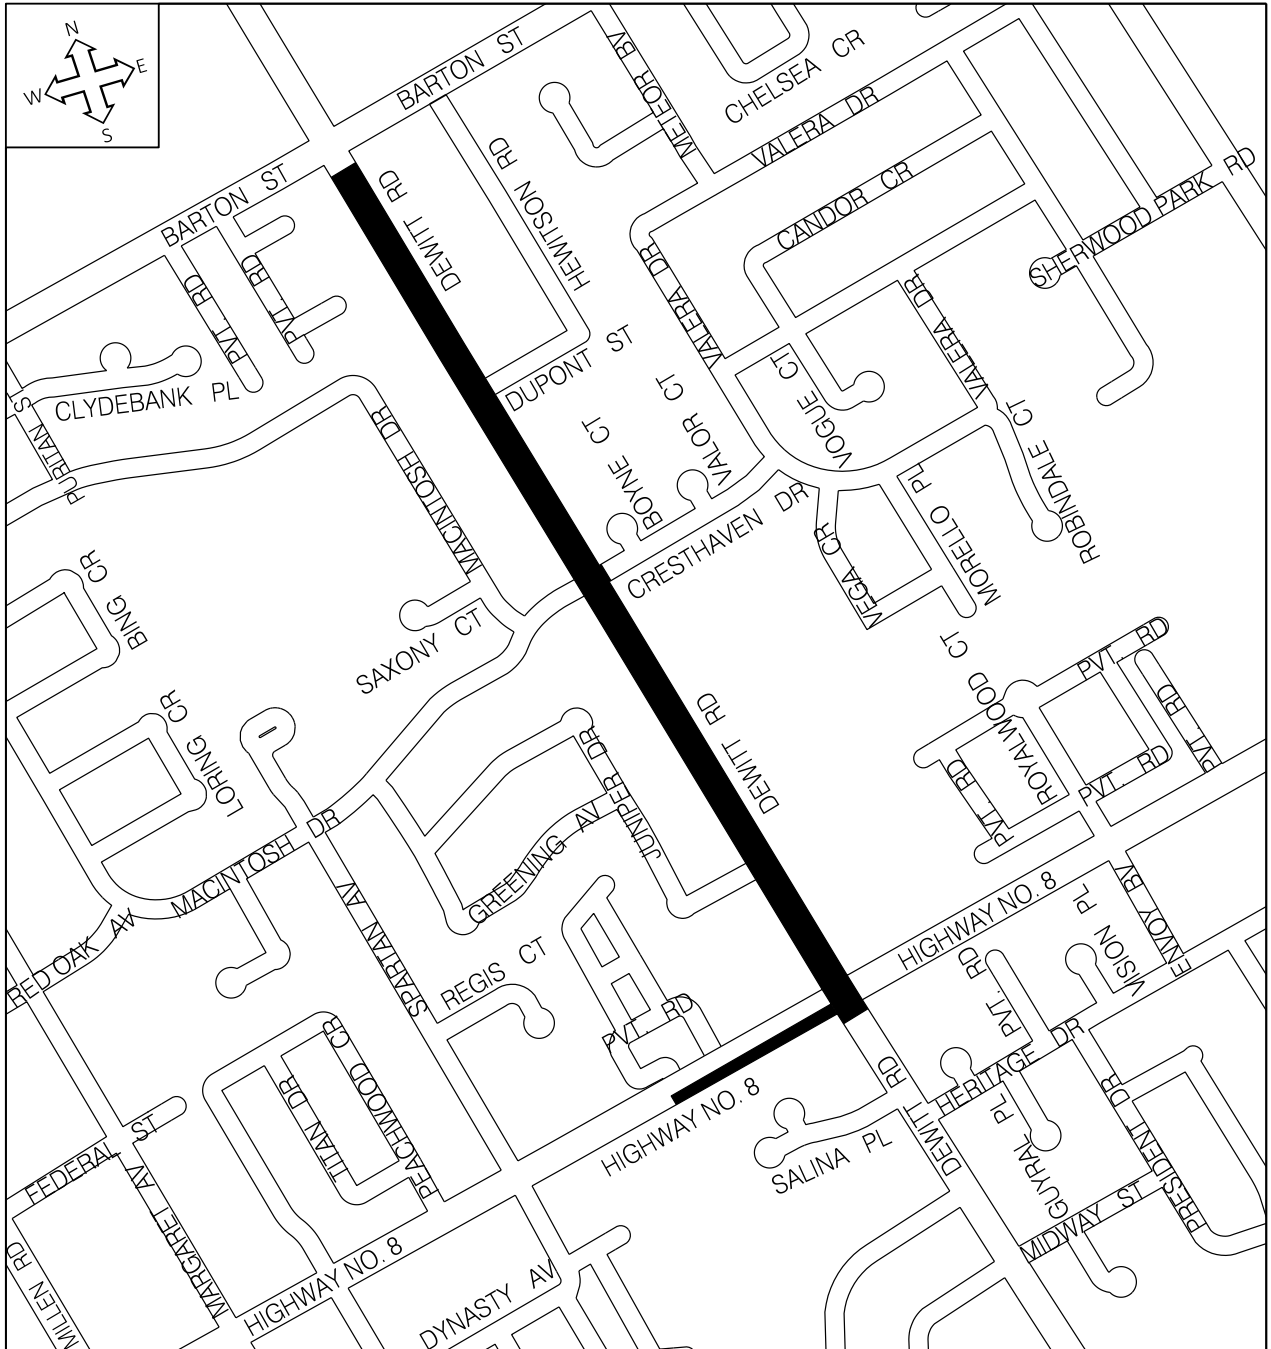 N
E
W
S
BARTON ST
METEOR BV
CHELSEA CR
VALERA DR
HEWITSON RD
DEWITT RD
BARTON ST
CANDOR CR
SHERWOOD PARK RD
PVT. RD
PVT. RD
VALERA DR
VALERA DR
DUPONT ST
CLYDEBANK PL
PURITAN S
MACINTOSH DR
BOYNE CT
VALOR CT
VOGUE CT
ROBINDALE CT
CRESTHAVEN DR
MORELLO PL
VEGA CR
BING CR
SAXONY CT
ROYALWOOD CT
PVT. RD
PVT. RD
PVT. RD
PVT. RD
LORING CR
DEWITT RD
JUNIPER DR
GREENING AV
MACINTOSH DR
RED OAK AV
SPARTAN AV
REGIS CT
PVT. RD
HIGHWAY NO. 8
VISION PL
ENVOY BV
PVT. RD
HERITAGE DR
PEACHWOOD CR
TITAN DR
HIGHWAY NO. 8
DEWITT RD
SALINA PL
GUYRAL PL
PRESIDENT DR
MIDWAY ST
FEDERAL ST
MARGARET AV
MILLEN RD
HIGHWAY NO. 8
DYNASTY AV